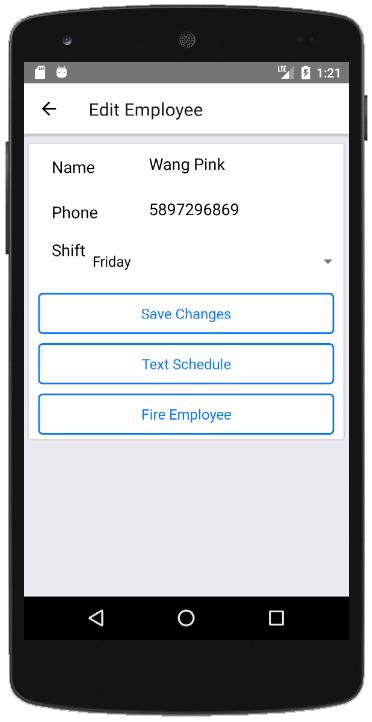 LTE 1:21
Edit Employee
Name Wang Pink
Phone 5897296869
Shift Friday
Save Changes
Text Schedule
Fire Employee